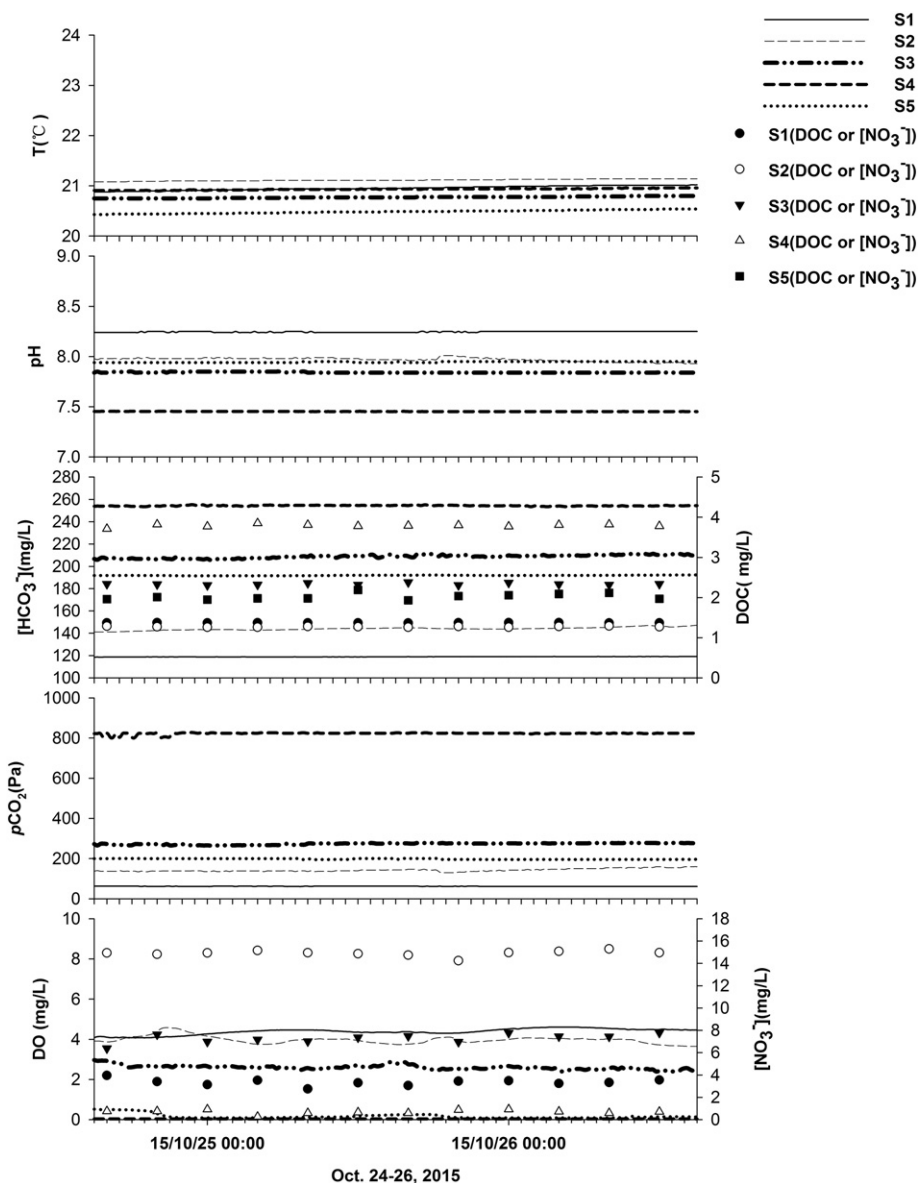 24
23
22
21
20
T(℃)
S1
S2
S3
S4
S5
S1(DOC or [NO3-])
S2(DOC or [NO3-])
S3(DOC or [NO3-])
S4(DOC or [NO3-])
S5(DOC or [NO3-])
9.0
8.5
8.0
7.5
7.0
pH
280
260
240
220
200
180
160
140
120
100
[HCO3-](mg/L)
5
4
3
2
1
0
DOC( mg/L)
1000
800
600
400
200
0
pCO2(Pa)
10
8
6
4
2
0
DO (mg/L)
18
16
14
12
10
8
6
4
2
0
[NO3-](mg/L)
15/10/25 00:00 15/10/26 00:00
Oct. 24-26, 2015